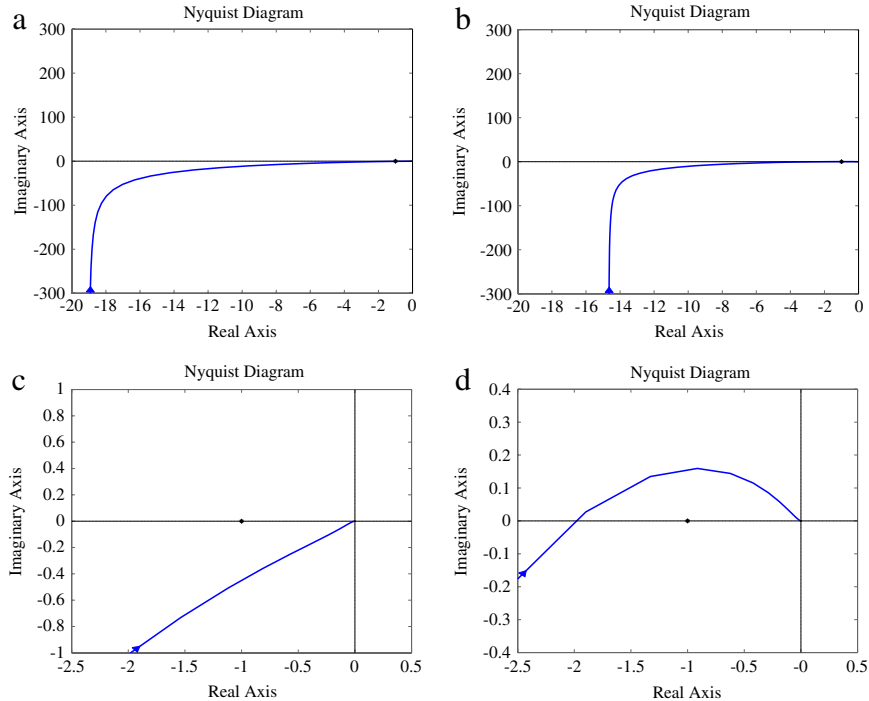 a
Nyquist Diagram
300
200
100
0
-100
-200
-300
Imaginary Axis
-20 -18 -16 -14 -12 -10 -8 -6 -4 -2 0
Real Axis
b
Nyquist Diagram
300
200
100
0
-100
-200
-300
Imaginary Axis
-20 -18 -16 -14 -12 -10 -8 -6 -4 -2 0
Real Axis
c
Nyquist Diagram
1
0.8
0.6
0.4
0.2
0
-0.2
-0.4
-0.6
-0.8
-1
Imaginary Axis
-2.5 -2 -1.5 -1 -0.5 0 0.5
Real Axis
d
Nyquist Diagram
0.4
0.3
0.2
0.1
0
-0.1
-0.2
-0.3
-0.4
Imaginary Axis
-2.5 -2 -1.5 -1 -0.5 -0 0.5
Real Axis